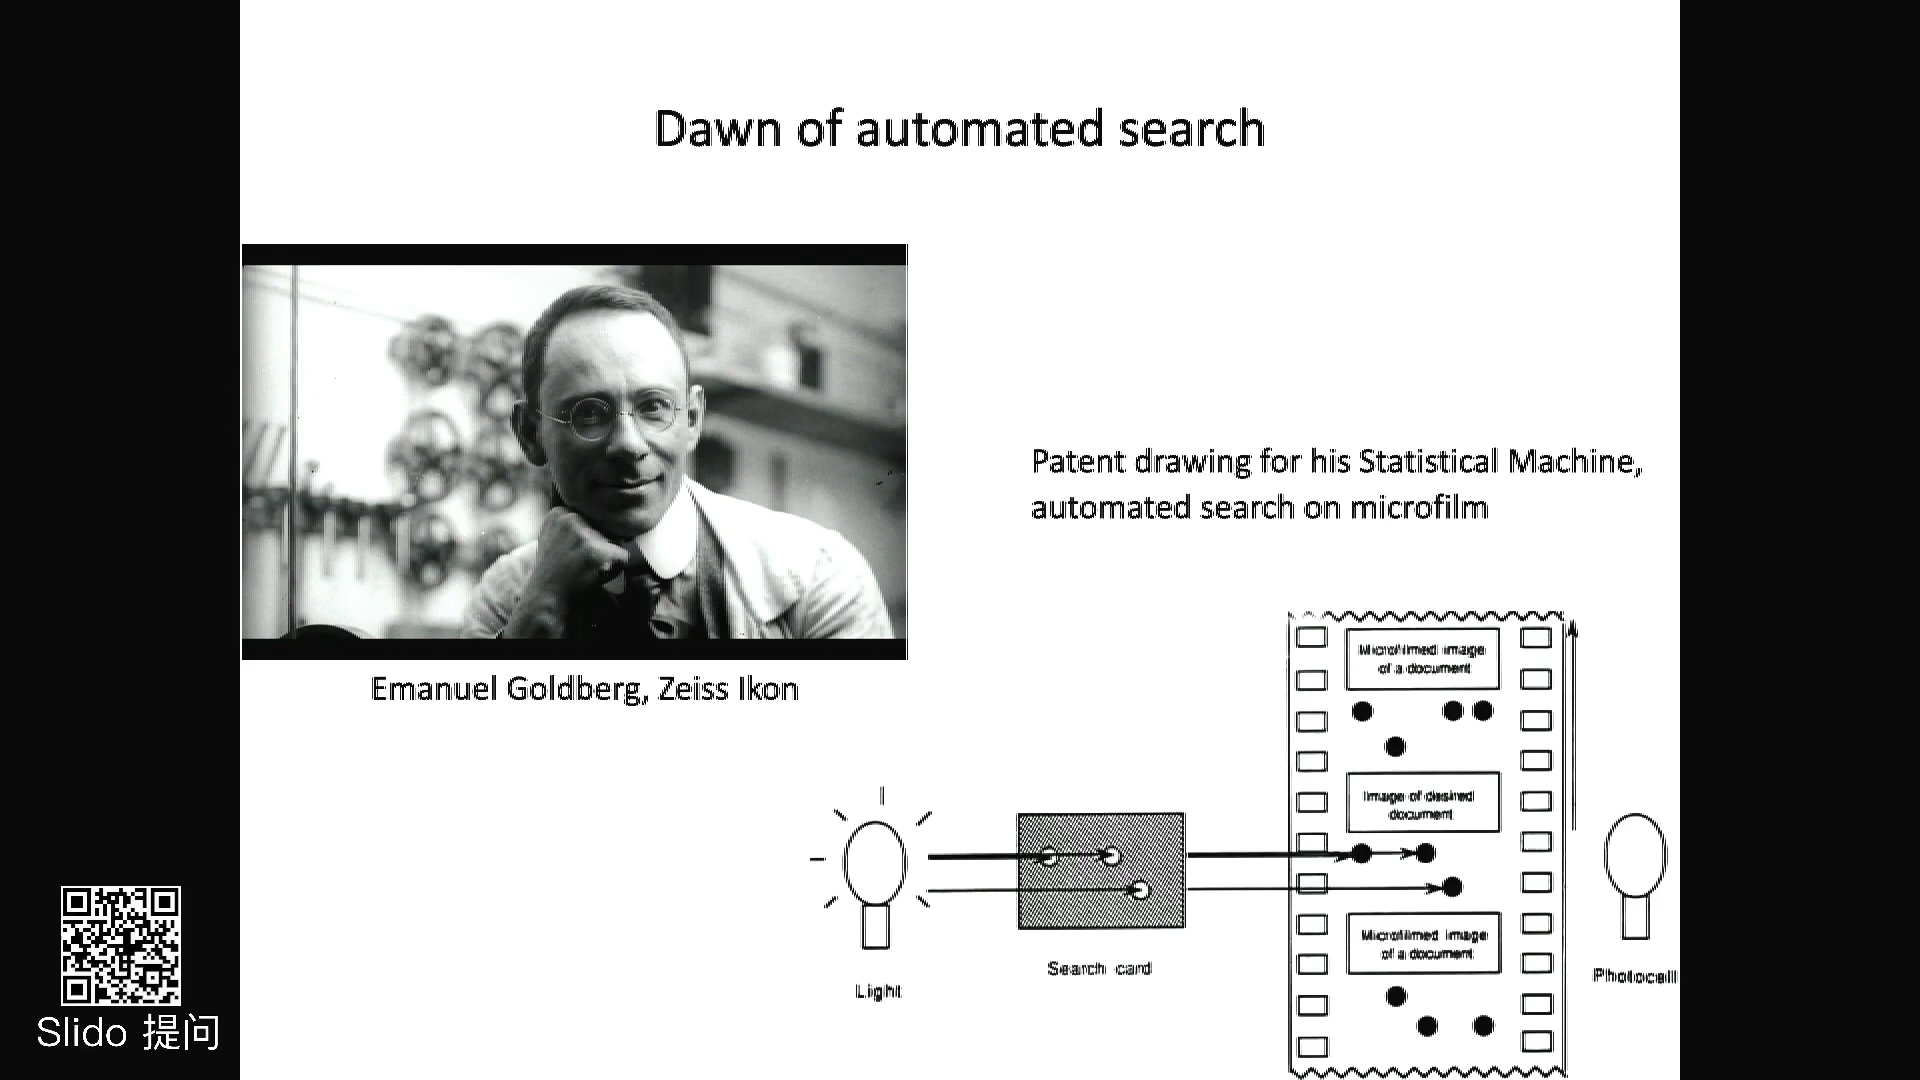 Dawn of automated search
Emanuel Goldberg, Zeiss Ikon
Patent drawing for his Statistical Machine,
automated search on microfilm
Microfilmed image
of a document
Image of desired
document
Microfilmed image
of a document
Light
Search card
Photocell
Slido 提问